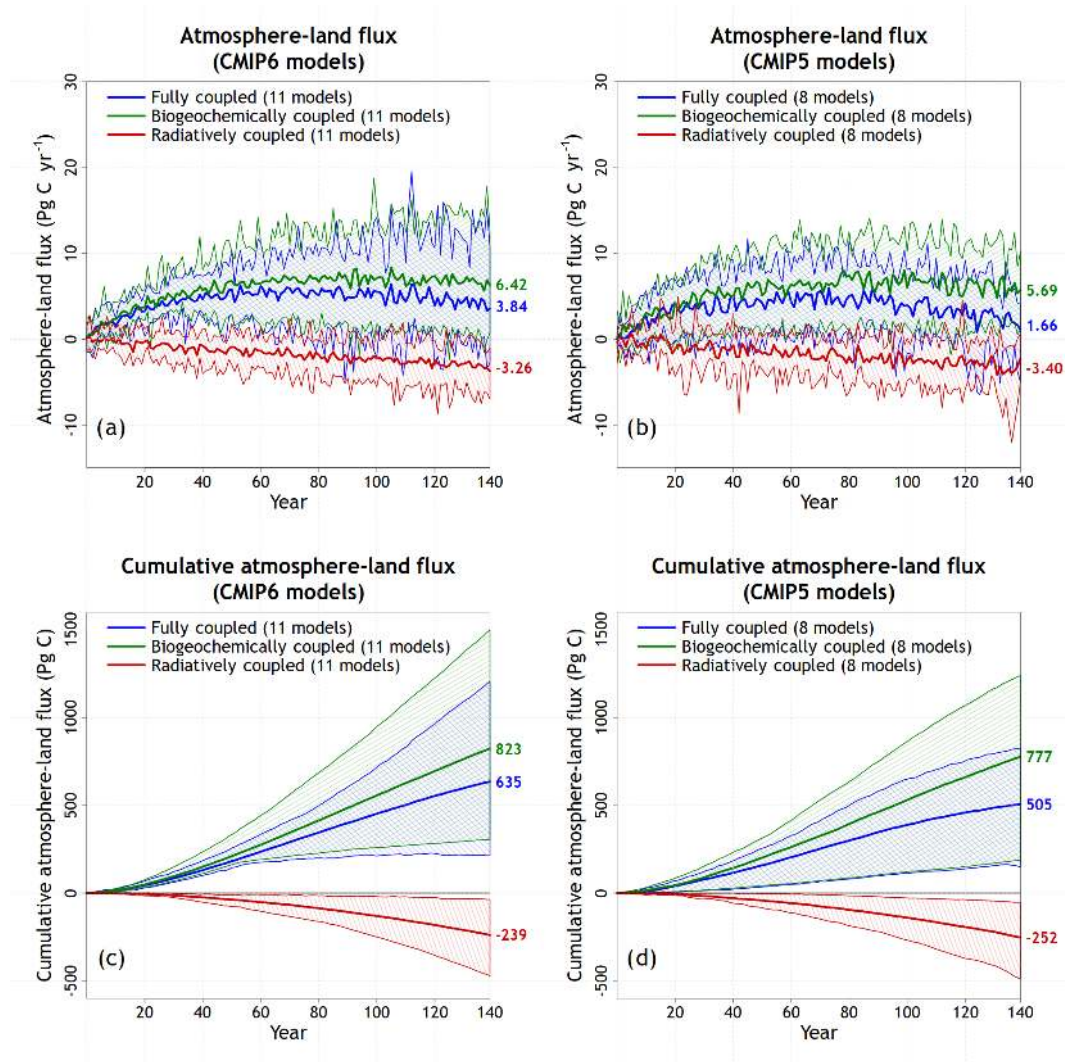 Atmosphere-land flux
(CMIP6 models)
Atmosphere-land flux (Pg C yr⁻¹)
30
20
10
0
-10
Fully coupled (11 models)
Biogeochemically coupled (11 models)
Radiatively coupled (11 models)
6.42
3.84
-3.26
(a)
20 40 60 80 100 120 140
Year
Atmosphere-land flux
(CMIP5 models)
Atmosphere-land flux (Pg C yr⁻¹)
30
20
10
0
-10
Fully coupled (8 models)
Biogeochemically coupled (8 models)
Radiatively coupled (8 models)
5.69
1.66
-3.40
(b)
20 40 60 80 100 120 140
Year
Cumulative atmosphere-land flux
(CMIP6 models)
Cumulative atmosphere-land flux (Pg C)
1500
1000
500
0
-500
Fully coupled (11 models)
Biogeochemically coupled (11 models)
Radiatively coupled (11 models)
823
635
-239
(c)
20 40 60 80 100 120 140
Year
Cumulative atmosphere-land flux
(CMIP5 models)
Cumulative atmosphere-land flux (Pg C)
1500
1000
500
0
-500
Fully coupled (8 models)
Biogeochemically coupled (8 models)
Radiatively coupled (8 models)
777
505
-252
(d)
20 40 60 80 100 120 140
Year